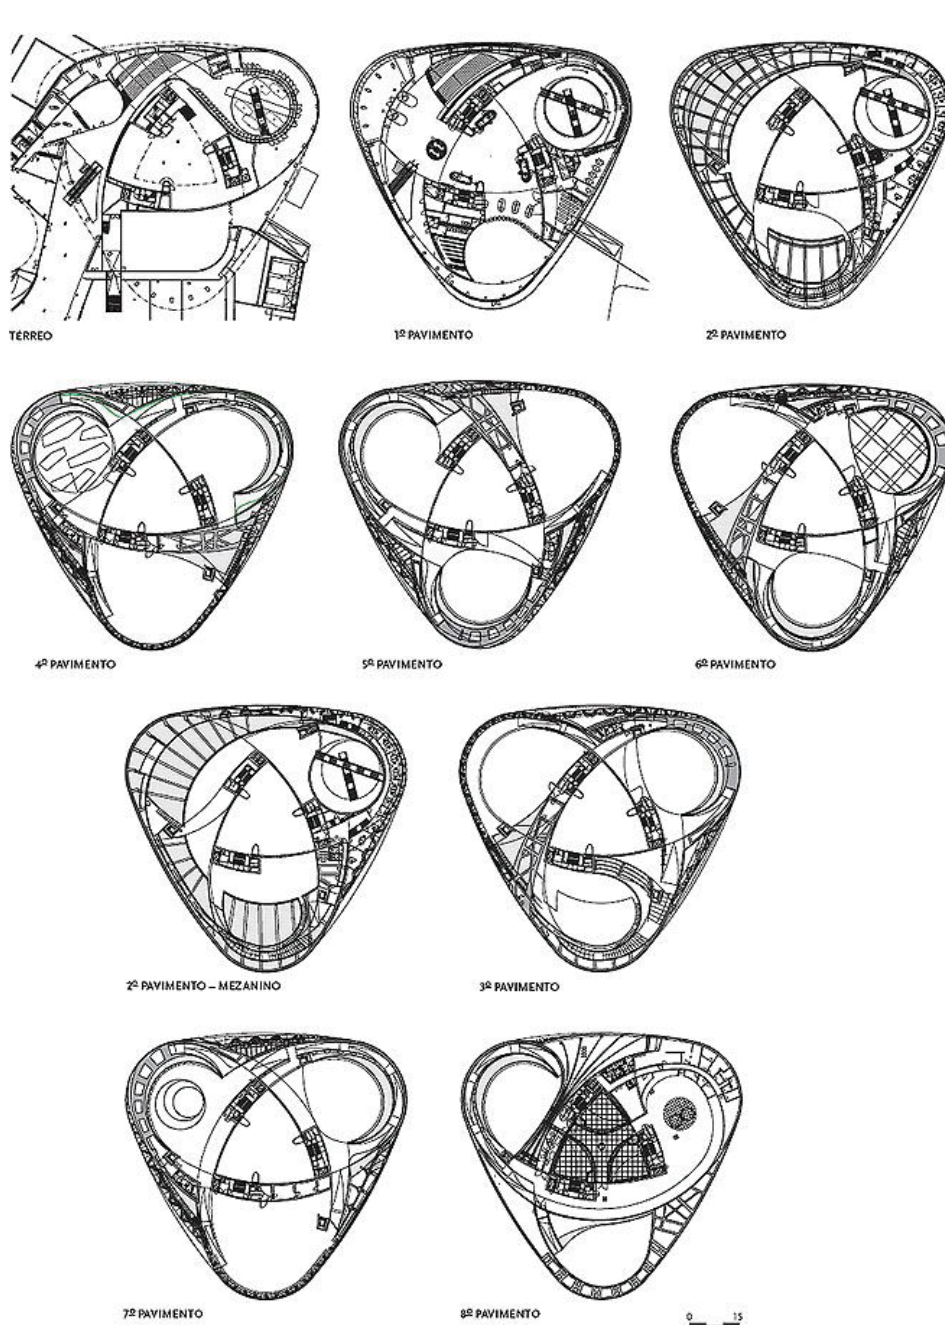 TÉRREO
1º PAVIMENTO
2º PAVIMENTO
4º PAVIMENTO
5º PAVIMENTO
6º PAVIMENTO
2º PAVIMENTO – MEZANINO
3º PAVIMENTO
7º PAVIMENTO
8º PAVIMENTO
0 15